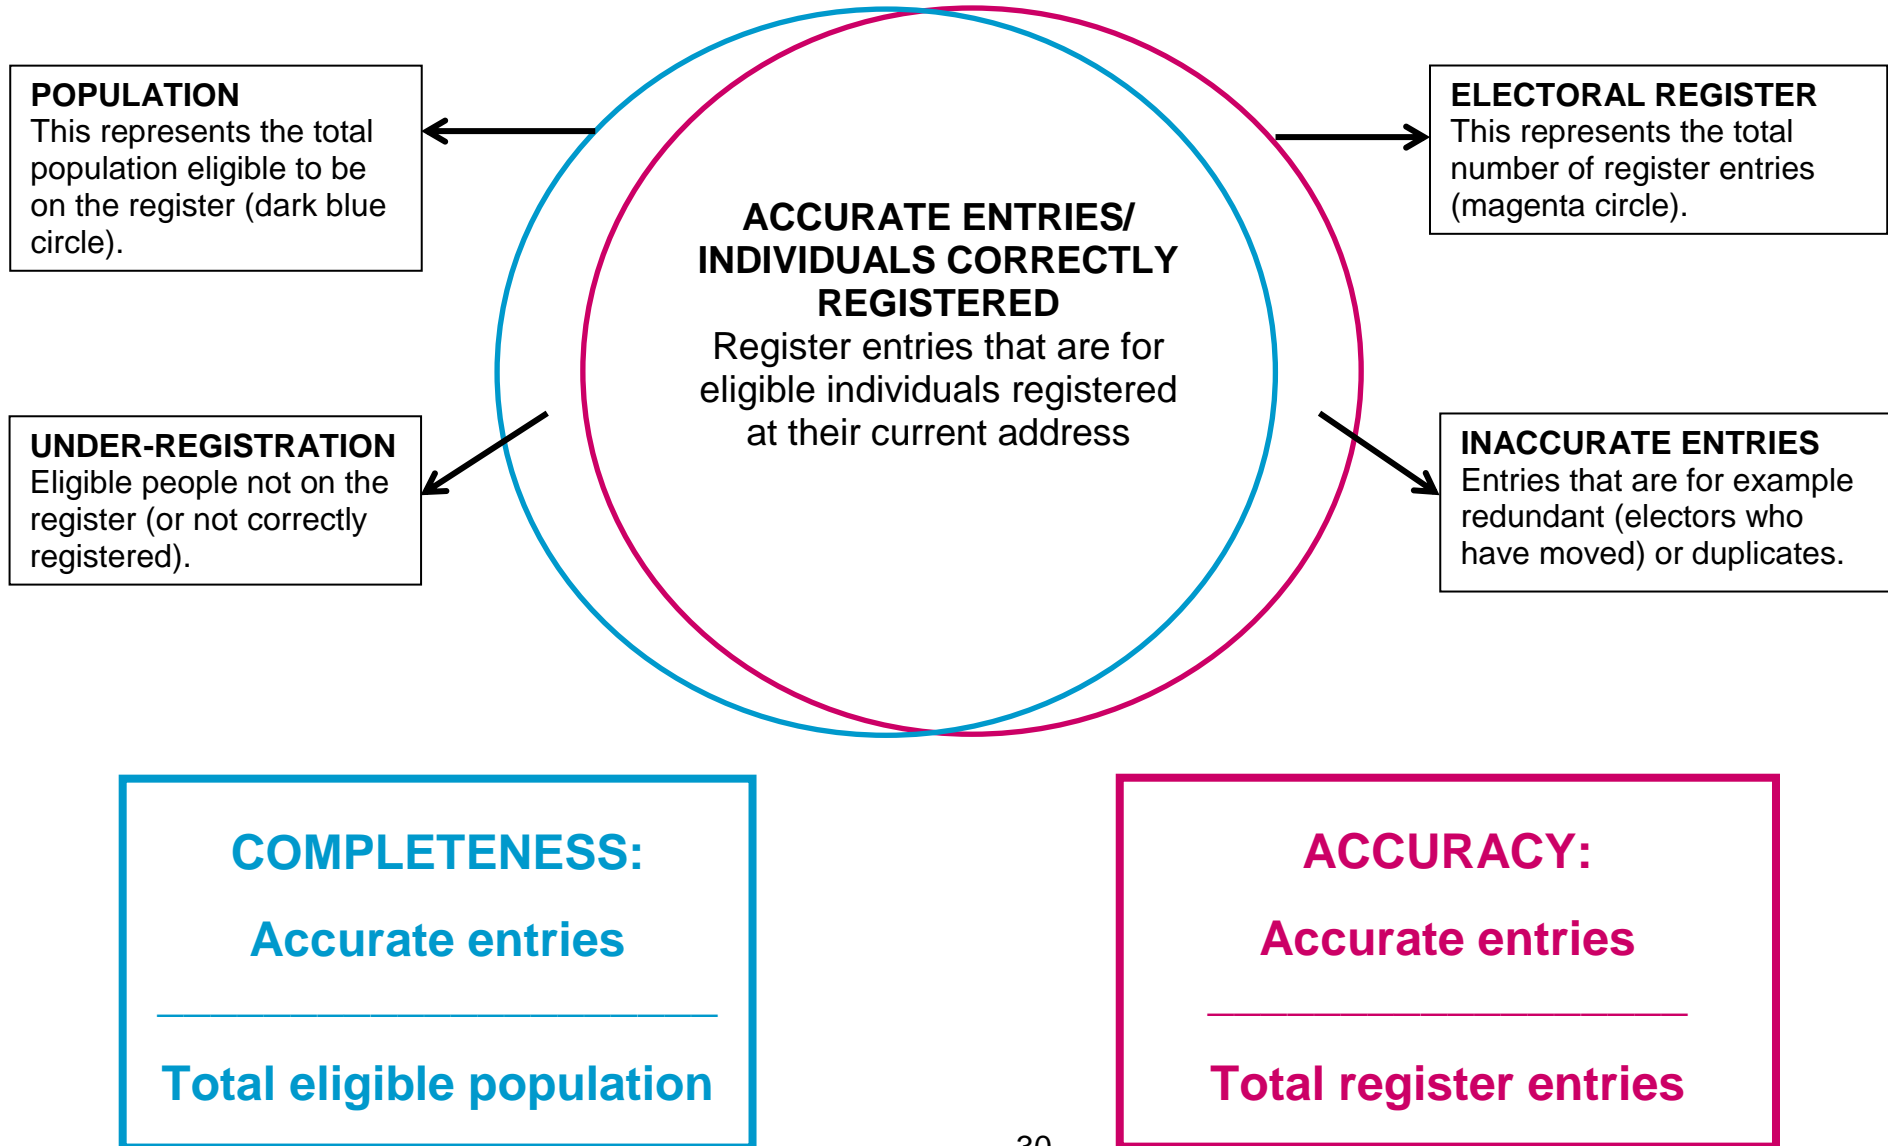 POPULATION
This represents the total
population eligible to be
on the register (dark blue
circle).
ELECTORAL REGISTER
This represents the total
number of register entries
(magenta circle).
ACCURATE ENTRIES/
INDIVIDUALS CORRECTLY
REGISTERED
Register entries that are for
eligible individuals registered
at their current address
UNDER-REGISTRATION
Eligible people not on the
register (or not correctly
registered).
INACCURATE ENTRIES
Entries that are for example
redundant (electors who
have moved) or duplicates.
COMPLETENESS:
Accurate entries
Total eligible population
ACCURACY:
Accurate entries
Total register entries
30